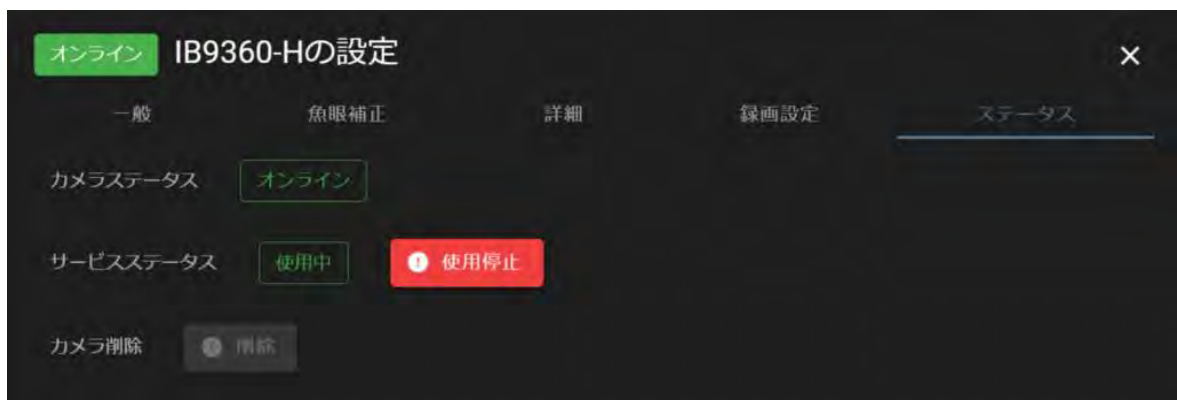 オンライン IB9360-Hの設定 ×
一般 魚眼補正 詳細 録画設定 ステータス
カメラステータス オンライン
サービスステータス 使用中 使用停止
カメラ削除 削除